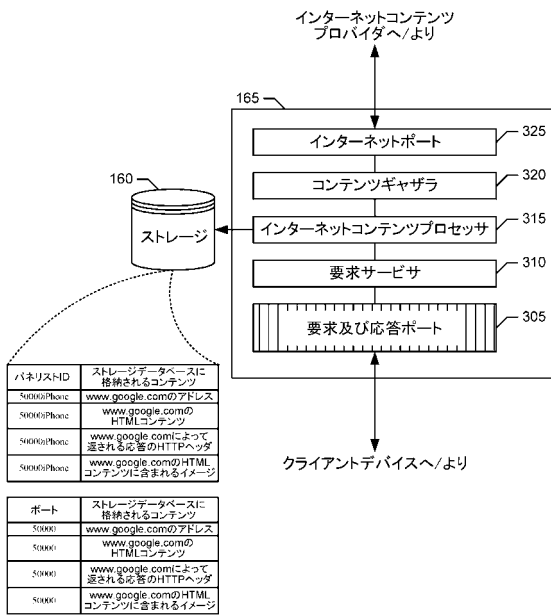 インターネットコンテンツ
プロバイダへ/より
165
インターネットポート
325
コンテンツギャザラ
320
160
ストレージ
インターネットコンテンツプロセッサ
315
要求サービサ
310
要求及び応答ポート
305
クライアントデバイスへ/より
パネリストID
ストレージデータベースに
格納されるコンテンツ
50000iPhone
www.google.comのアドレス
50000iPhone
www.google.comの
HTMLコンテンツ
50000iPhone
www.google.comによって
返される応答のHTTPヘッダ
50000iPhone
www.google.comのHTML
コンテンツに含まれるイメージ
ポート
ストレージデータベースに
格納されるコンテンツ
50000
www.google.comのアドレス
50000
www.google.comの
HTMLコンテンツ
50000
www.google.comによって
返される応答のHTTPヘッダ
50000
www.google.comのHTML
コンテンツに含まれるイメージ